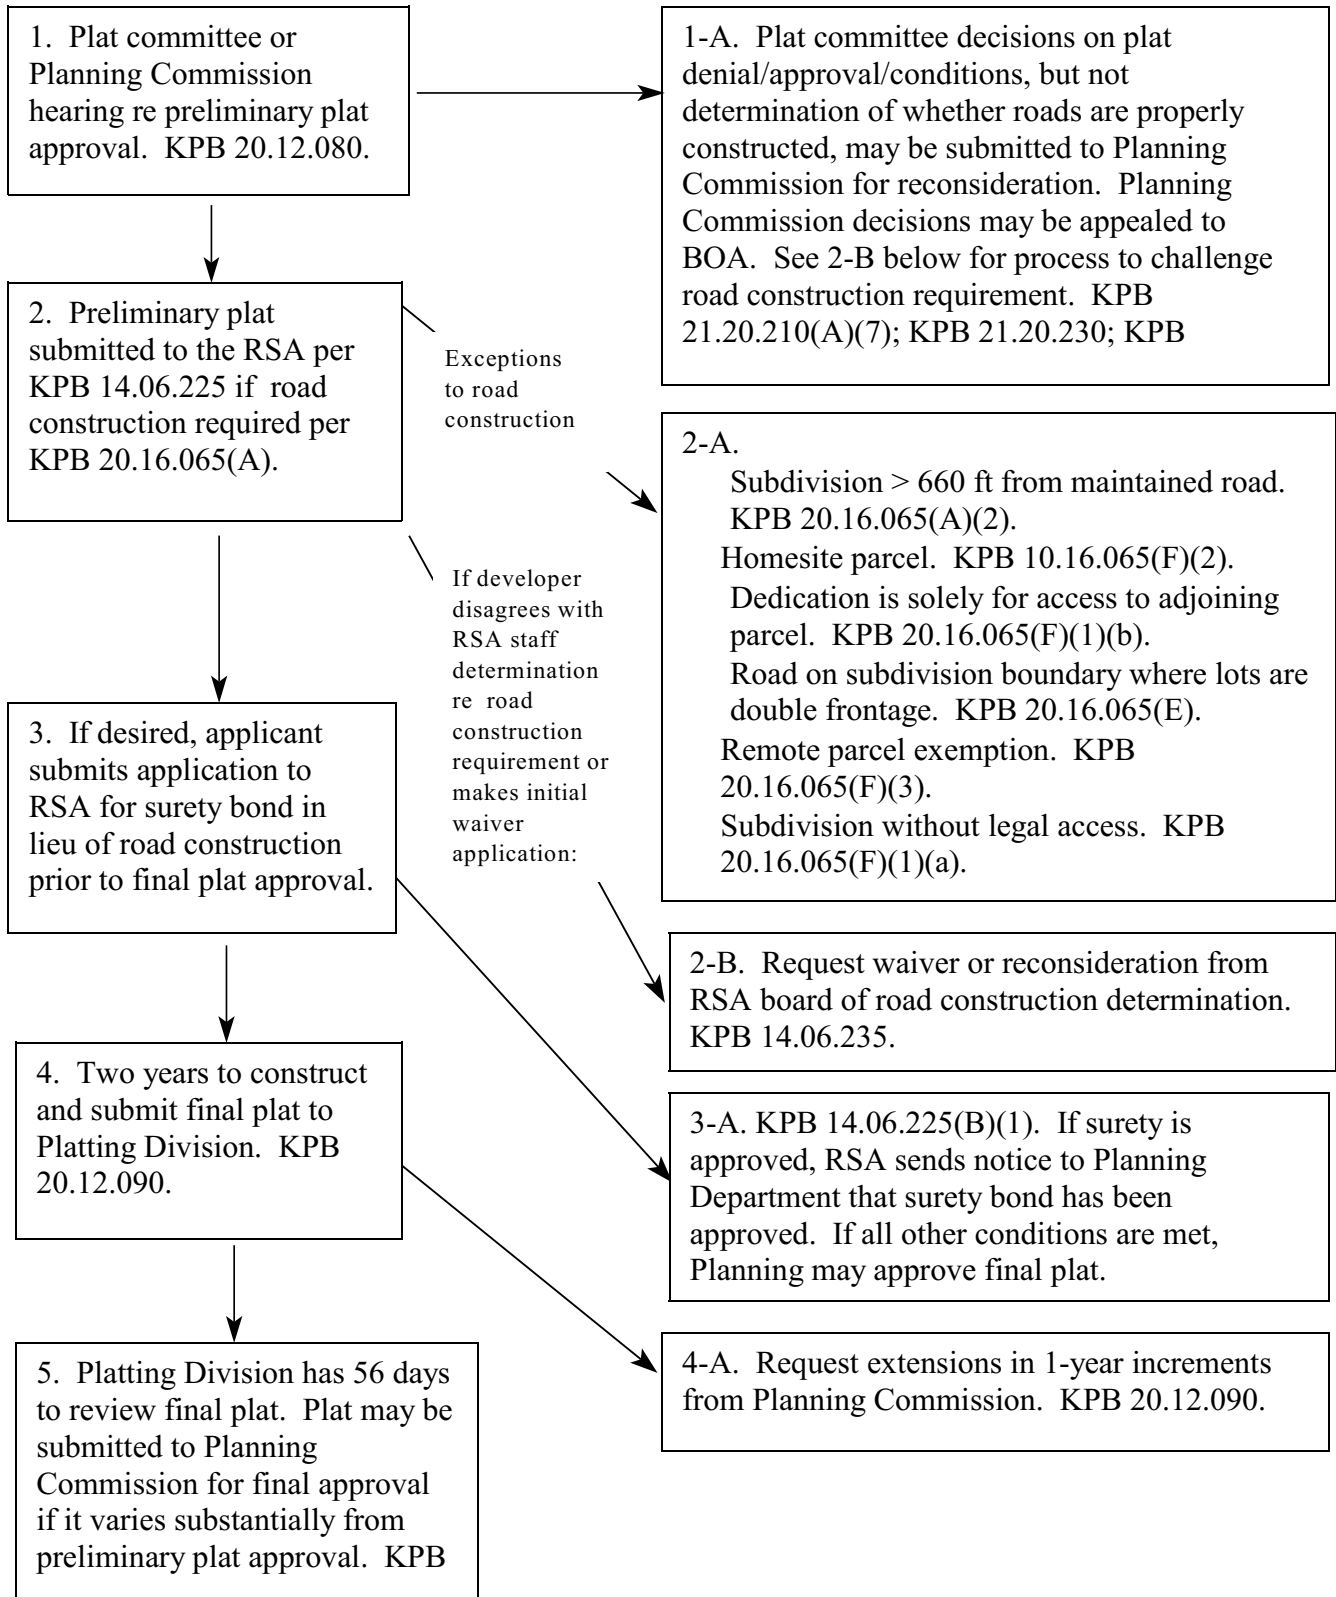 1. Plat committee or
Planning Commission
hearing re preliminary plat
approval. KPB 20.12.080.
1-A. Plat committee decisions on plat
denial/approval/conditions, but not
determination of whether roads are properly
constructed, may be submitted to Planning
Commission for reconsideration. Planning
Commission decisions may be appealed to
BOA. See 2-B below for process to challenge
road construction requirement. KPB
21.20.210(A)(7); KPB 21.20.230; KPB
2. Preliminary plat
submitted to the RSA per
KPB 14.06.225 if road
construction required per
KPB 20.16.065(A).
Exceptions
to road
construction
2-A.
Subdivision > 660 ft from maintained road.
KPB 20.16.065(A)(2).
Homesite parcel. KPB 10.16.065(F)(2).
Dedication is solely for access to adjoining
parcel. KPB 20.16.065(F)(1)(b).
Road on subdivision boundary where lots are
double frontage. KPB 20.16.065(E).
Remote parcel exemption. KPB
20.16.065(F)(3).
Subdivision without legal access. KPB
20.16.065(F)(1)(a).
If developer
disagrees with
RSA staff
determination
re road
construction
requirement or
makes initial
waiver
application:
2-B. Request waiver or reconsideration from
RSA board of road construction determination.
KPB 14.06.235.
3. If desired, applicant
submits application to
RSA for surety bond in
lieu of road construction
prior to final plat approval.
3-A. KPB 14.06.225(B)(1). If surety is
approved, RSA sends notice to Planning
Department that surety bond has been
approved. If all other conditions are met,
Planning may approve final plat.
4. Two years to construct
and submit final plat to
Platting Division. KPB
20.12.090.
4-A. Request extensions in 1-year increments
from Planning Commission. KPB 20.12.090.
5. Platting Division has 56 days
to review final plat. Plat may be
submitted to Planning
Commission for final approval
if it varies substantially from
preliminary plat approval. KPB